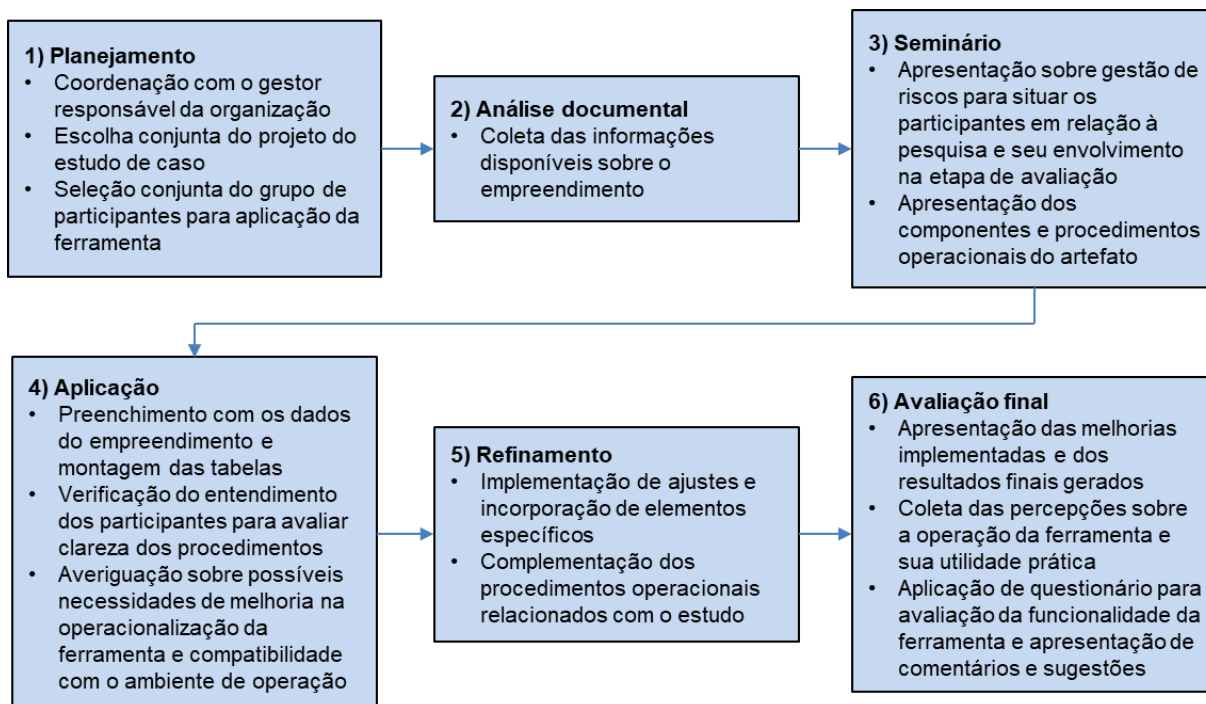 1) Planejamento
• Coordenação com o gestor
responsável da organização
• Escolha conjunta do projeto do
estudo de caso
• Seleção conjunta do grupo de
participantes para aplicação da
ferramenta
2) Análise documental
• Coleta das informações
disponíveis sobre o
empreendimento
3) Seminário
• Apresentação sobre gestão de
riscos para situar os
participantes em relação à
pesquisa e seu envolvimento
na etapa de avaliação
• Apresentação dos
componentes e procedimentos
operacionais do artefato
4) Aplicação
• Preenchimento com os dados
do empreendimento e
montagem das tabelas
• Verificação do entendimento
dos participantes para avaliar
clareza dos procedimentos
• Averiguação sobre possíveis
necessidades de melhoria na
operacionalização da
ferramenta e compatibilidade
com o ambiente de operação
5) Refinamento
• Implementação de ajustes e
incorporação de elementos
específicos
• Complementação dos
procedimentos operacionais
relacionados com o estudo
6) Avaliação final
• Apresentação das melhorias
implementadas e dos
resultados finais gerados
• Coleta das percepções sobre
a operação da ferramenta e
sua utilidade prática
• Aplicação de questionário para
avaliação da funcionalidade da
ferramenta e apresentação de
comentários e sugestões